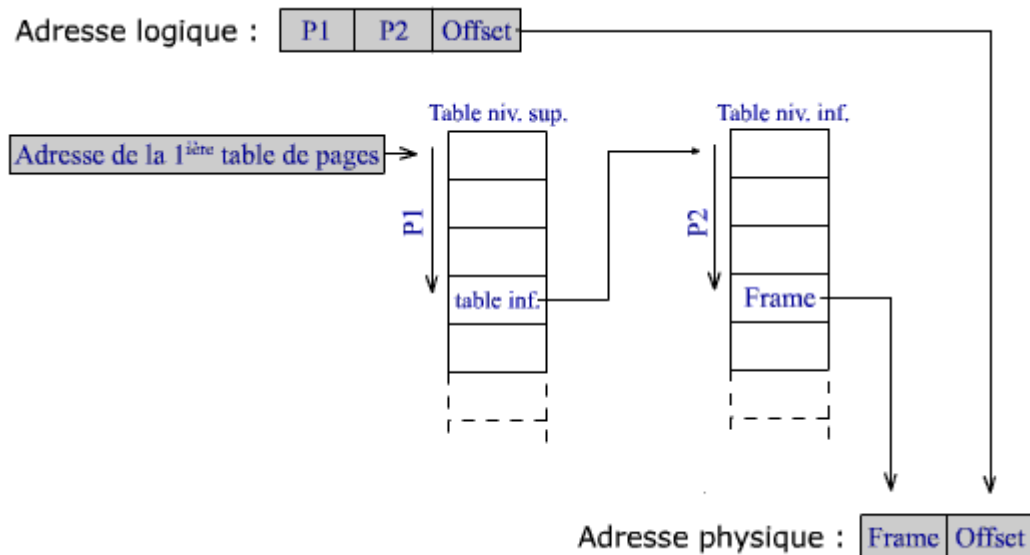 Adresse logique : P1 P2 Offset
Table niv. sup. Table niv. inf.
Adresse de la 1ière table de pages
P1
P2
table inf.
Frame
Adresse physique : Frame Offset